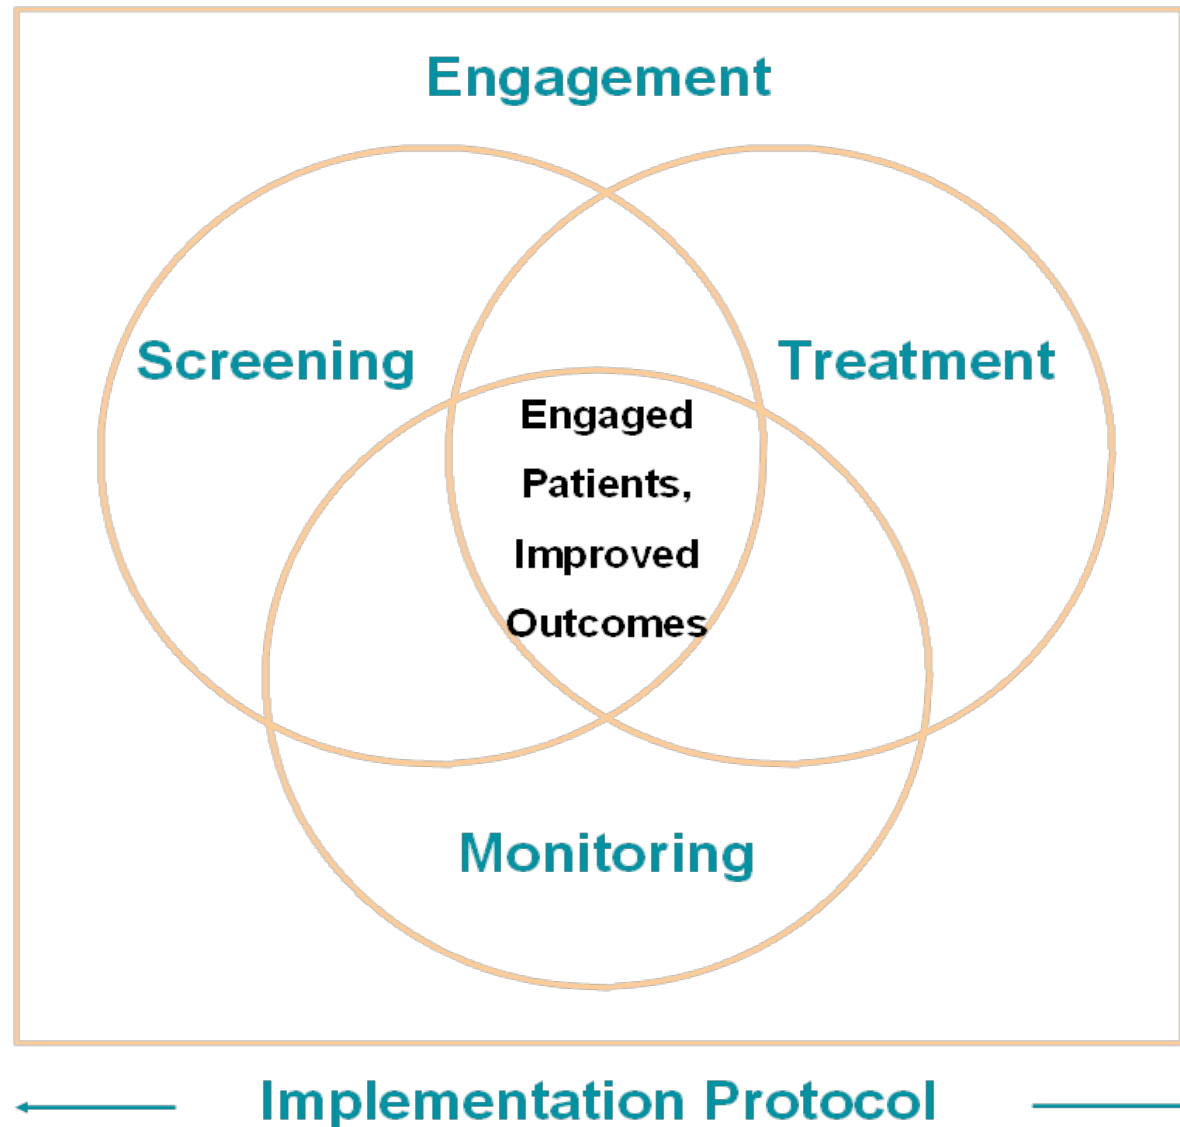 Engagement
Screening
Treatment
Engaged
Patients,
Improved
Outcomes
Monitoring
Implementation Protocol